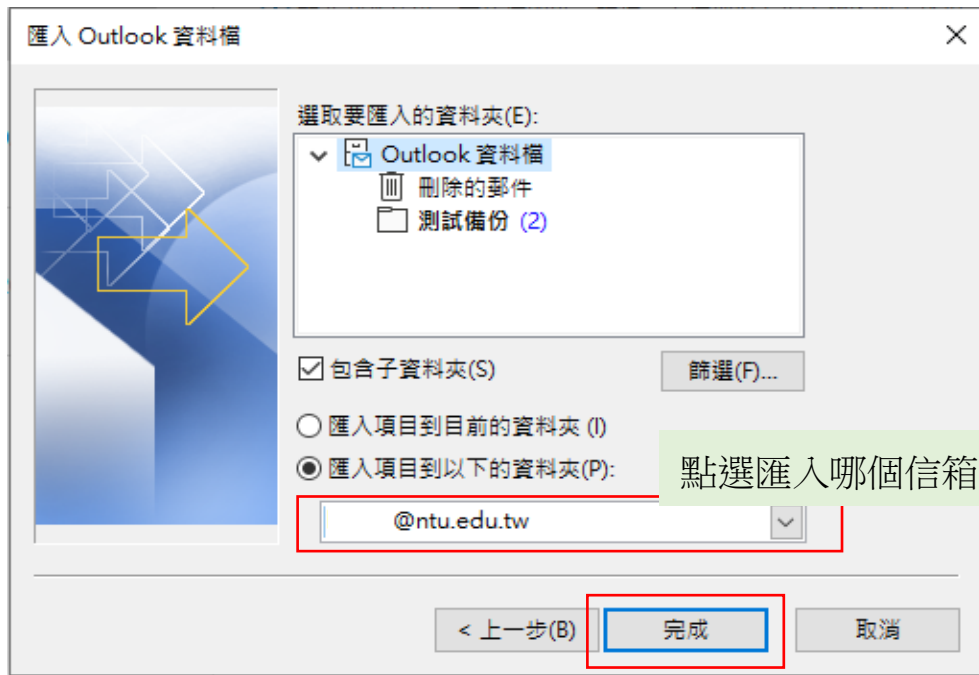 匯入 Outlook 資料檔
選取要匯入的資料夾(E):
Outlook 資料檔
刪除的郵件
測試備份 (2)
包含子資料夾(S)
篩選(F)...
匯入項目到目前的資料夾 (I)
匯入項目到以下的資料夾(P):
點選匯入哪個信箱
@ntu.edu.tw
< 上一步(B)
完成
取消